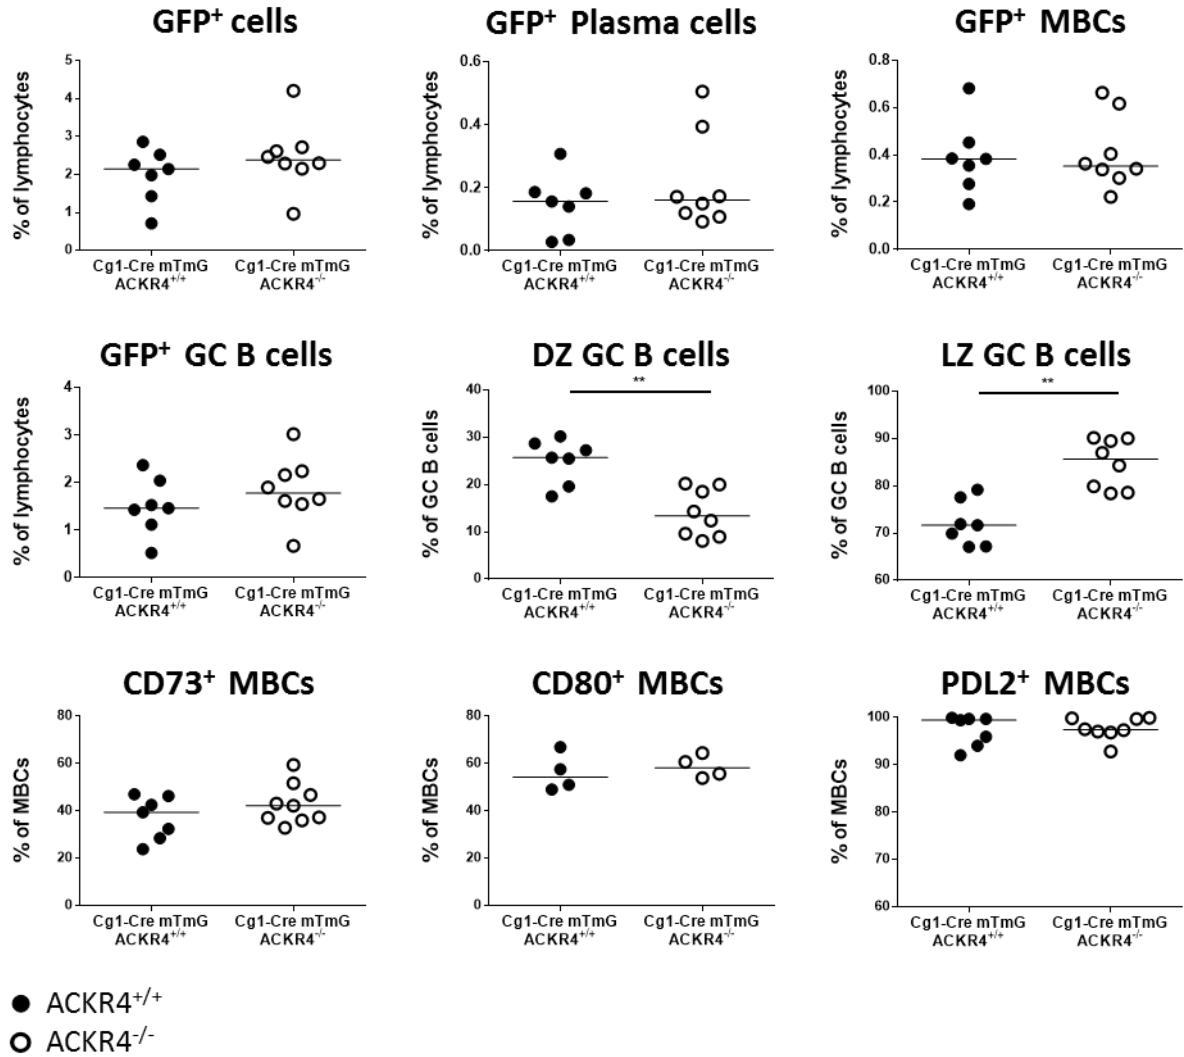 GFP⁺ cells
% of lymphocytes
5
4
3
2
1
0
Cg1-Cre mTmG
ACKR4⁺/⁺
Cg1-Cre mTmG
ACKR4⁻/⁻
GFP⁺ Plasma cells
% of lymphocytes
0.6
0.4
0.2
0.0
Cg1-Cre mTmG
ACKR4⁺/⁺
Cg1-Cre mTmG
ACKR4⁻/⁻
GFP⁺ MBCs
% of lymphocytes
0.8
0.6
0.4
0.2
0.0
Cg1-Cre mTmG
ACKR4⁺/⁺
Cg1-Cre mTmG
ACKR4⁻/⁻
GFP⁺ GC B cells
% of lymphocytes
4
3
2
1
0
Cg1-Cre mTmG
ACKR4⁺/⁺
Cg1-Cre mTmG
ACKR4⁻/⁻
DZ GC B cells
**
% of GC B cells
40
30
20
10
0
Cg1-Cre mTmG
ACKR4⁺/⁺
Cg1-Cre mTmG
ACKR4⁻/⁻
LZ GC B cells
**
% of GC B cells
100
90
80
70
60
Cg1-Cre mTmG
ACKR4⁺/⁺
Cg1-Cre mTmG
ACKR4⁻/⁻
CD73⁺ MBCs
% of MBCs
80
60
40
20
0
Cg1-Cre mTmG
ACKR4⁺/⁺
Cg1-Cre mTmG
ACKR4⁻/⁻
CD80⁺ MBCs
% of MBCs
80
60
40
20
0
Cg1-Cre mTmG
ACKR4⁺/⁺
Cg1-Cre mTmG
ACKR4⁻/⁻
PDL2⁺ MBCs
% of MBCs
100
90
80
70
60
Cg1-Cre mTmG
ACKR4⁺/⁺
Cg1-Cre mTmG
ACKR4⁻/⁻
ACKR4⁺/⁺
ACKR4⁻/⁻